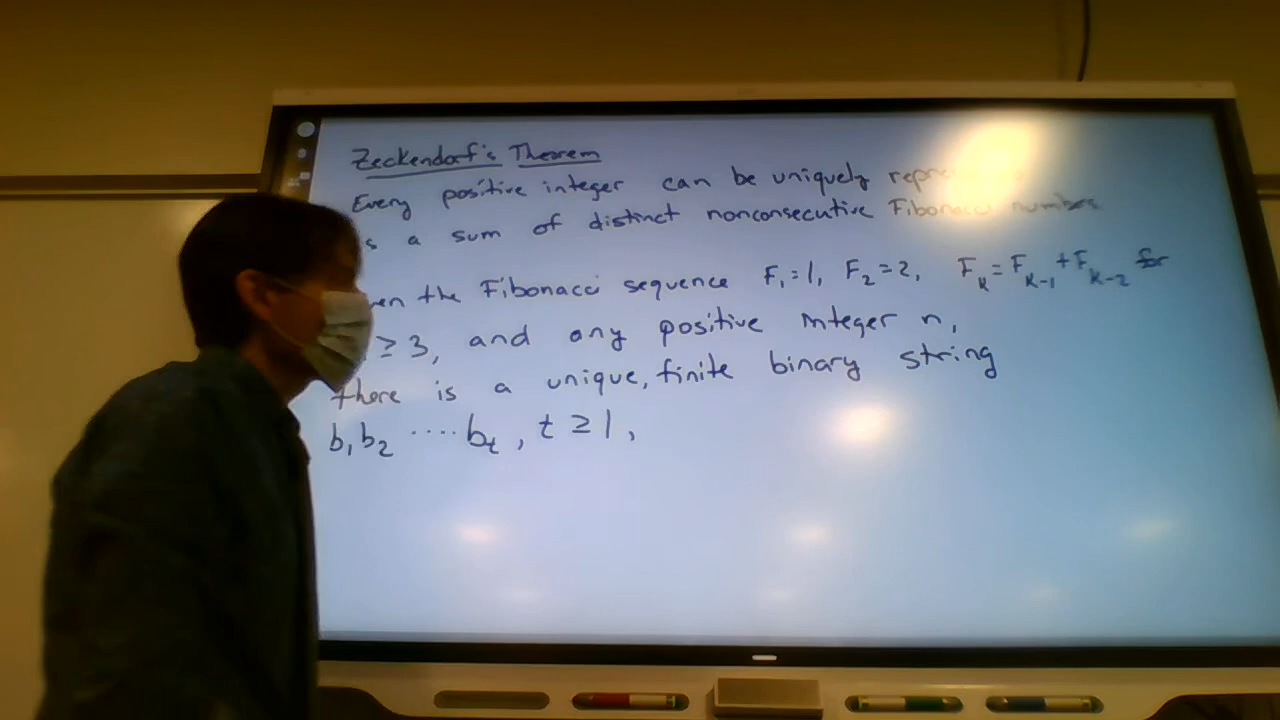 Zeckendorf's Theorem
Every positive integer can be uniquely
a sum of distinct nonconsecutive Fibonacci numbers
the Fibonacci sequence F₁=1, F₂=2, Fₖ=Fₖ₋₁+Fₖ₋₂ for
≥3, and any positive integer n,
there is a unique, finite binary string
b₁b₂ ····bₜ, t≥1,